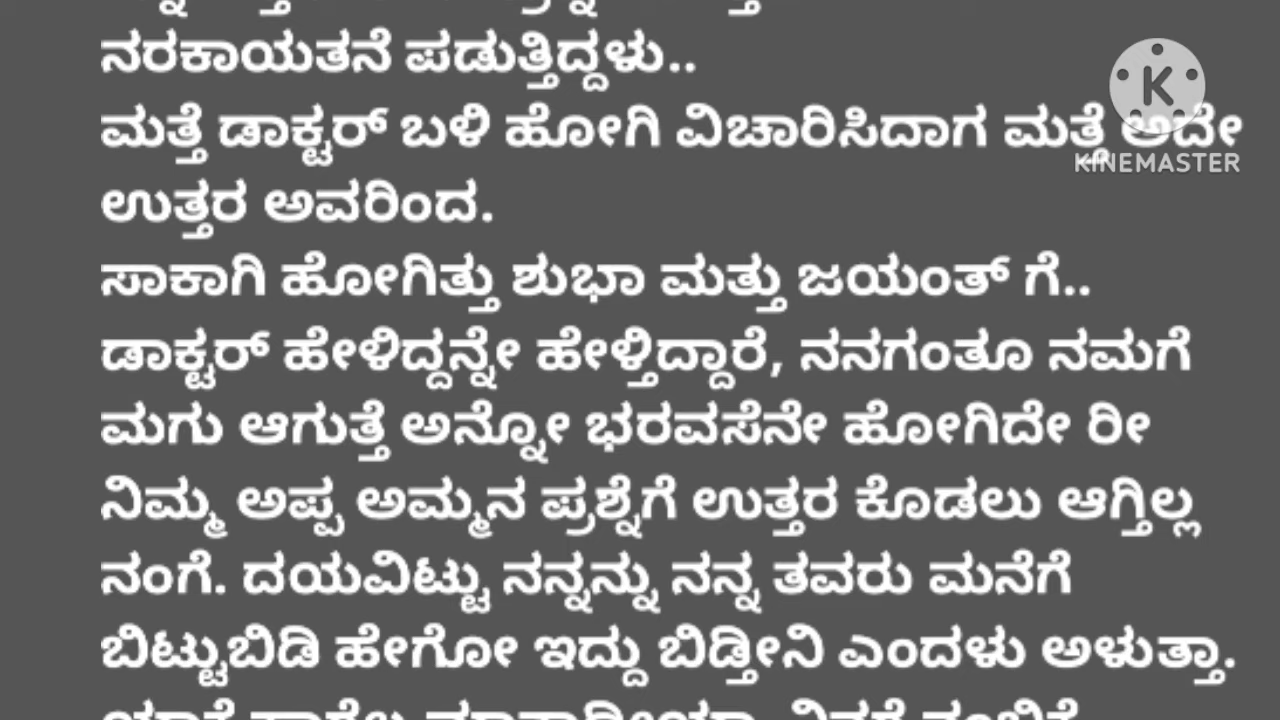 ನರಕಾಯತನೆ ಪಡುತ್ತಿದ್ದಳು..
ಮತ್ತೆ ಡಾಕ್ಟರ್ ಬಳಿ ಹೋಗಿ ವಿಚಾರಿಸಿದಾಗ ಮತ್ತೆ ಅದೇ
KINEMASTER
ಉತ್ತರ ಅವರಿಂದ.
ಸಾಕಾಗಿ ಹೋಗಿತ್ತು ಶುಭಾ ಮತ್ತು ಜಯಂತ್ ಗೆ..
ಡಾಕ್ಟರ್ ಹೇಳಿದ್ದನ್ನೇ ಹೇಳ್ತಿದ್ದಾರೆ, ನನಗಂತೂ ನಮಗೆ
ಮಗು ಆಗುತ್ತೆ ಅನ್ನೋ ಭರವಸೆನೇ ಹೋಗಿದೇ ರೀ
ನಿಮ್ಮ ಅಪ್ಪ ಅಮ್ಮನ ಪ್ರಶ್ನೆಗೆ ಉತ್ತರ ಕೊಡಲು ಆಗ್ತಿಲ್ಲ
ನಂಗೆ. ದಯವಿಟ್ಟು ನನ್ನನ್ನು ನನ್ನ ತವರು ಮನೆಗೆ
ಬಿಟ್ಟುಬಿಡಿ ಹೇಗೋ ಇದ್ದು ಬಿಡ್ತೀನಿ ಎಂದಳು ಅಳುತ್ತಾ.